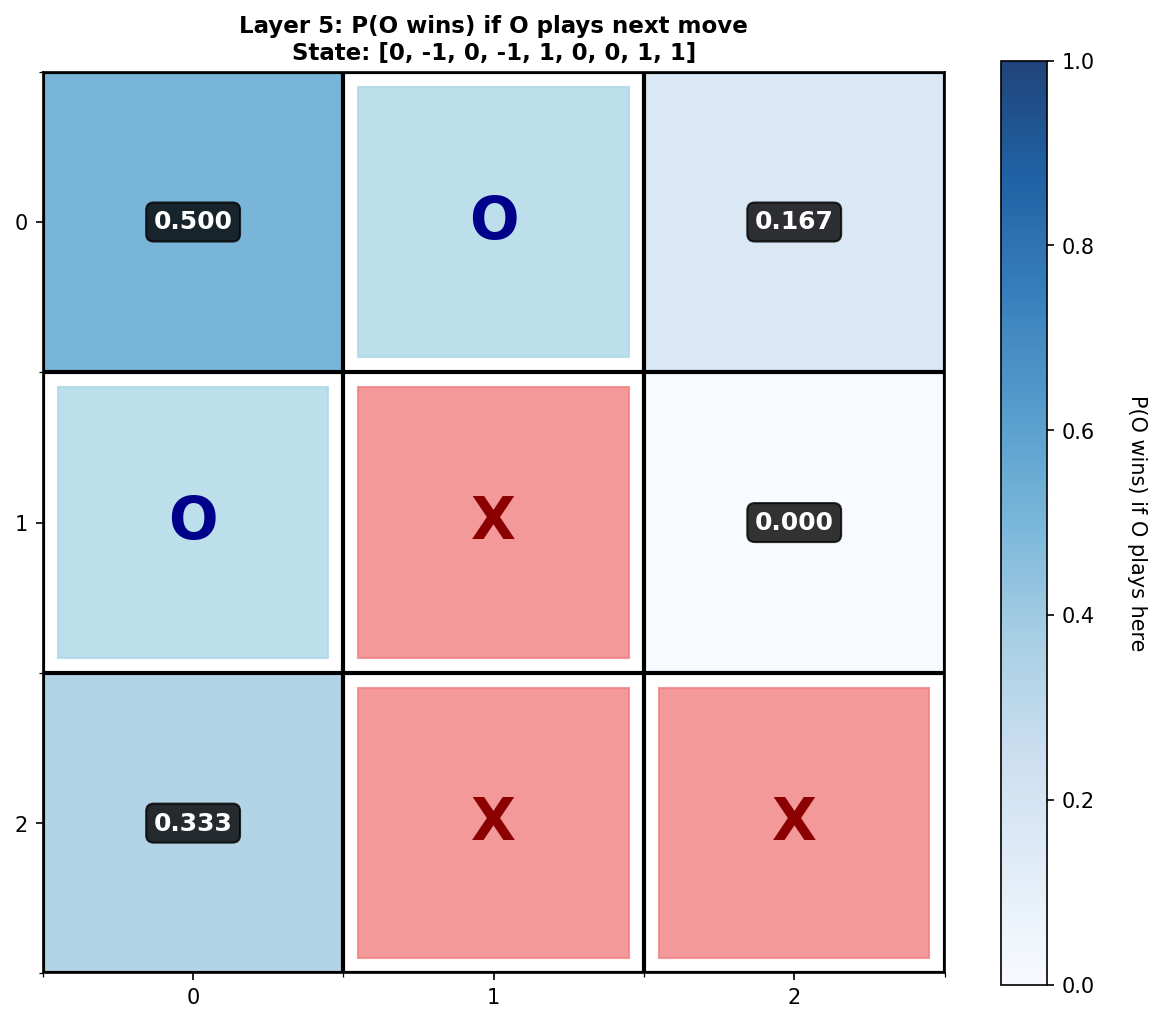 Layer 5: P(O wins) if O plays next move
State: [0, -1, 0, -1, 1, 0, 0, 1, 1]
0
0.500
O
0.167
1
O
X
0.000
2
0.333
X
X
0
1
2
1.0
0.8
0.6
0.4
0.2
0.0
P(O wins) if O plays here